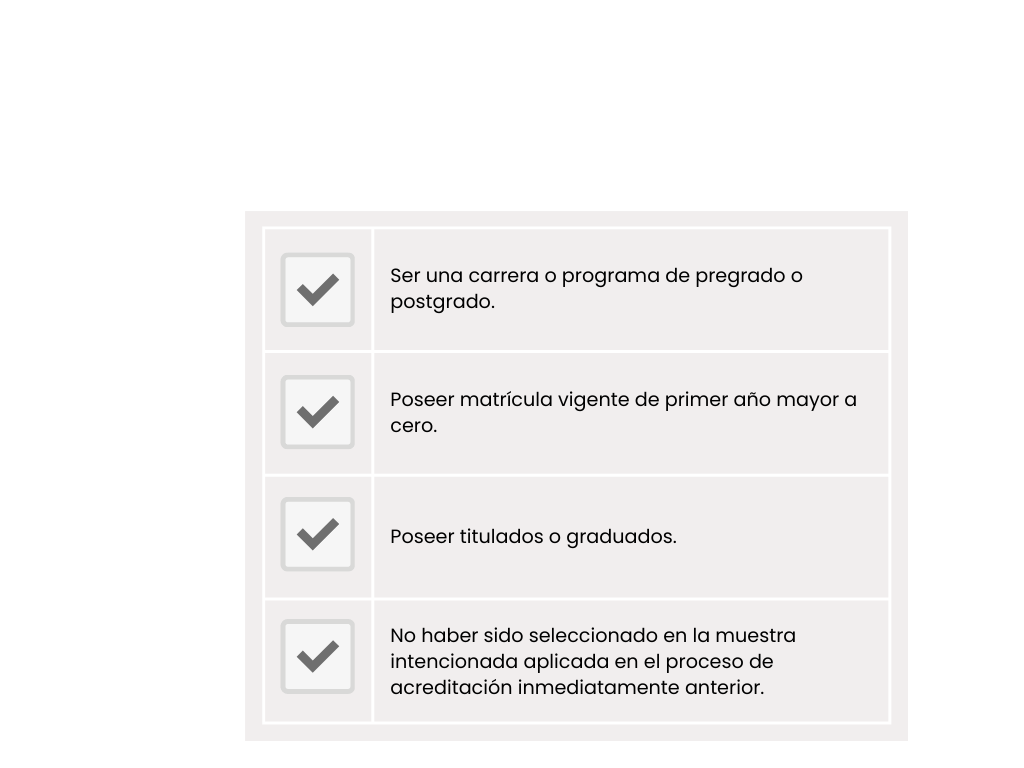 Ser una carrera o programa de pregrado o
postgrado.
Poseer matrícula vigente de primer año mayor a
cero.
Poseer titulados o graduados.
No haber sido seleccionado en la muestra
intencionada aplicada en el proceso de
acreditación inmediatamente anterior.